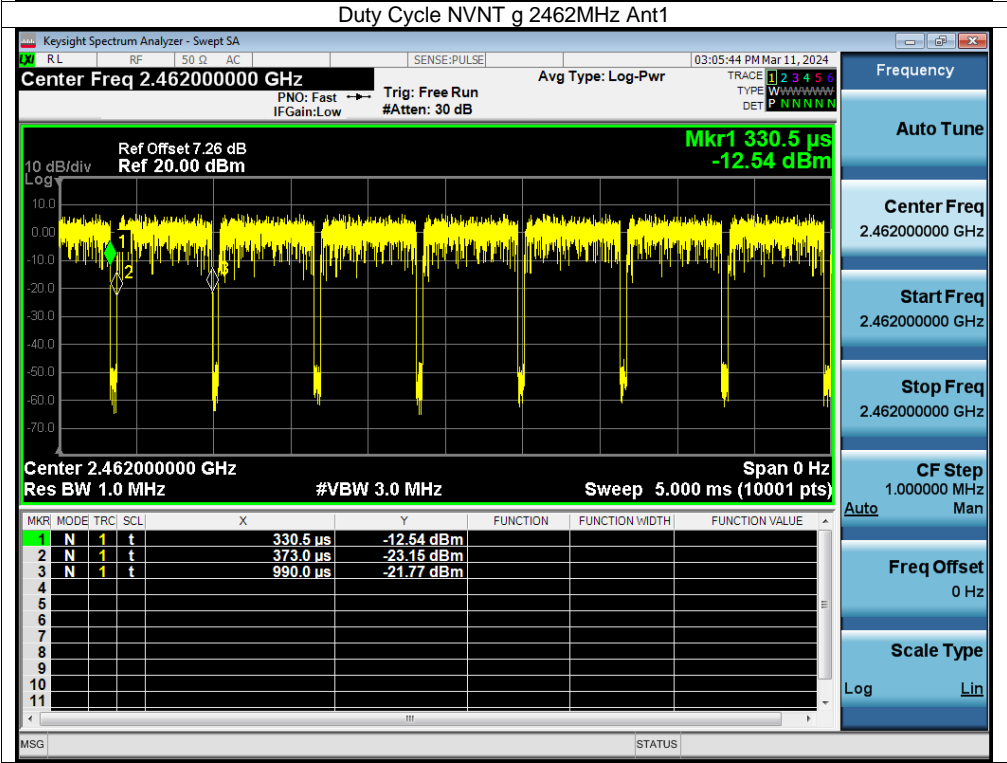 Duty Cycle NVNT g 2462MHz Ant1
Keysight Spectrum Analyzer - Swept SA
LXI RL RF 50 Ω AC SENSE:PULSE 03:05:44 PM Mar 11, 2024
Center Freq 2.462000000 GHz Avg Type: Log-Pwr TRACE 1 2 3 4 5 6
PNO: Fast Trig: Free Run TYPE WWWWWWW
IFGain:Low #Atten: 30 dB DET P N N N N N
Mkr1 330.5 µs
-12.54 dBm
Ref Offset 7.26 dB
10 dB/div Ref 20.00 dBm
Log
10.0
0.00
-10.0
-20.0
-30.0
-40.0
-50.0
-60.0
-70.0
1
2
3
Center 2.462000000 GHz Span 0 Hz
Res BW 1.0 MHz #VBW 3.0 MHz Sweep 5.000 ms (10001 pts)
MKR MODE TRC SCL X Y FUNCTION FUNCTION WIDTH FUNCTION VALUE
1 N 1 t 330.5 µs -12.54 dBm
2 N 1 t 373.0 µs -23.15 dBm
3 N 1 t 990.0 µs -21.77 dBm
4
5
6
7
8
9
10
11
MSG STATUS
Frequency
Auto Tune
Center Freq
2.462000000 GHz
Start Freq
2.462000000 GHz
Stop Freq
2.462000000 GHz
CF Step
1.000000 MHz
Auto Man
Freq Offset
0 Hz
Scale Type
Log Lin